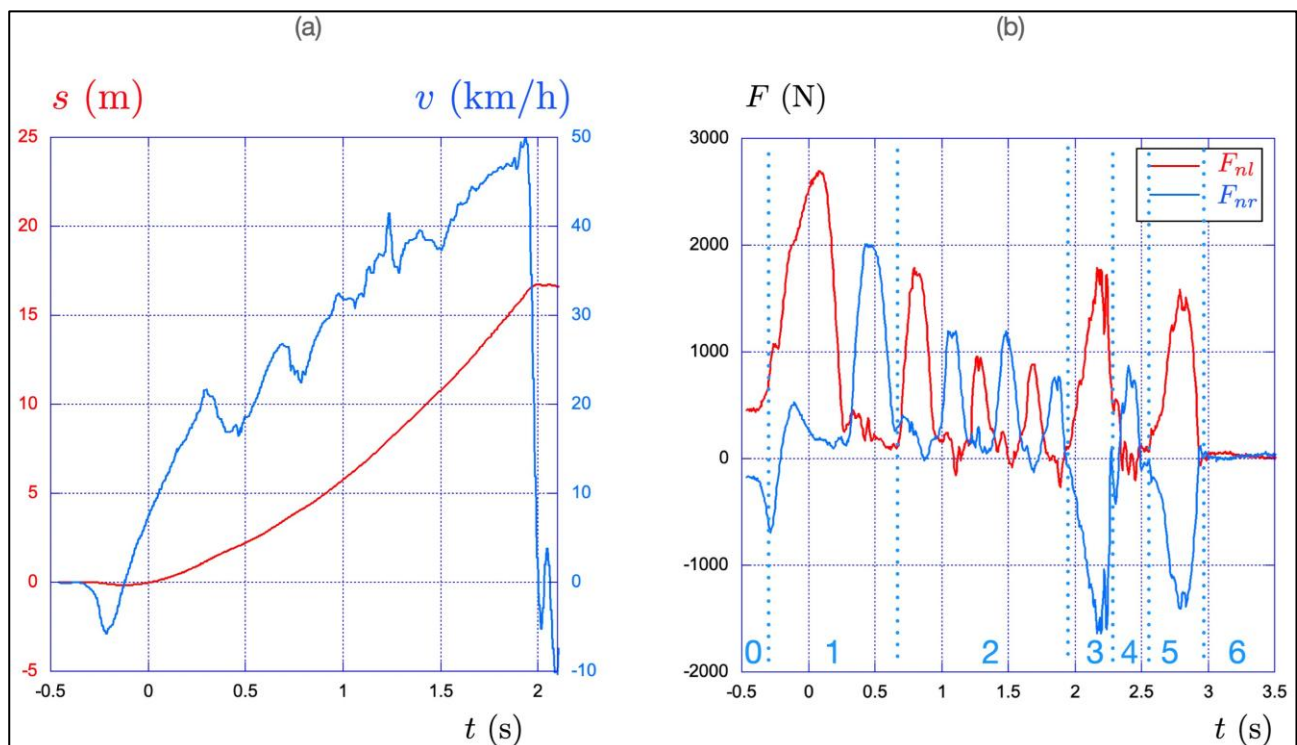 (a)
s (m) v (km/h)
25 50
20 40
15 30
10 20
5 10
0 0
-5 -10
-0.5 0 0.5 1 1.5 2
t (s)
(b)
F (N)
3000
2000
1000
0
-1000
-2000
F_nl
F_nr
0 1 2 3 4 5 6
-0.5 0 0.5 1 1.5 2 2.5 3 3.5
t (s)